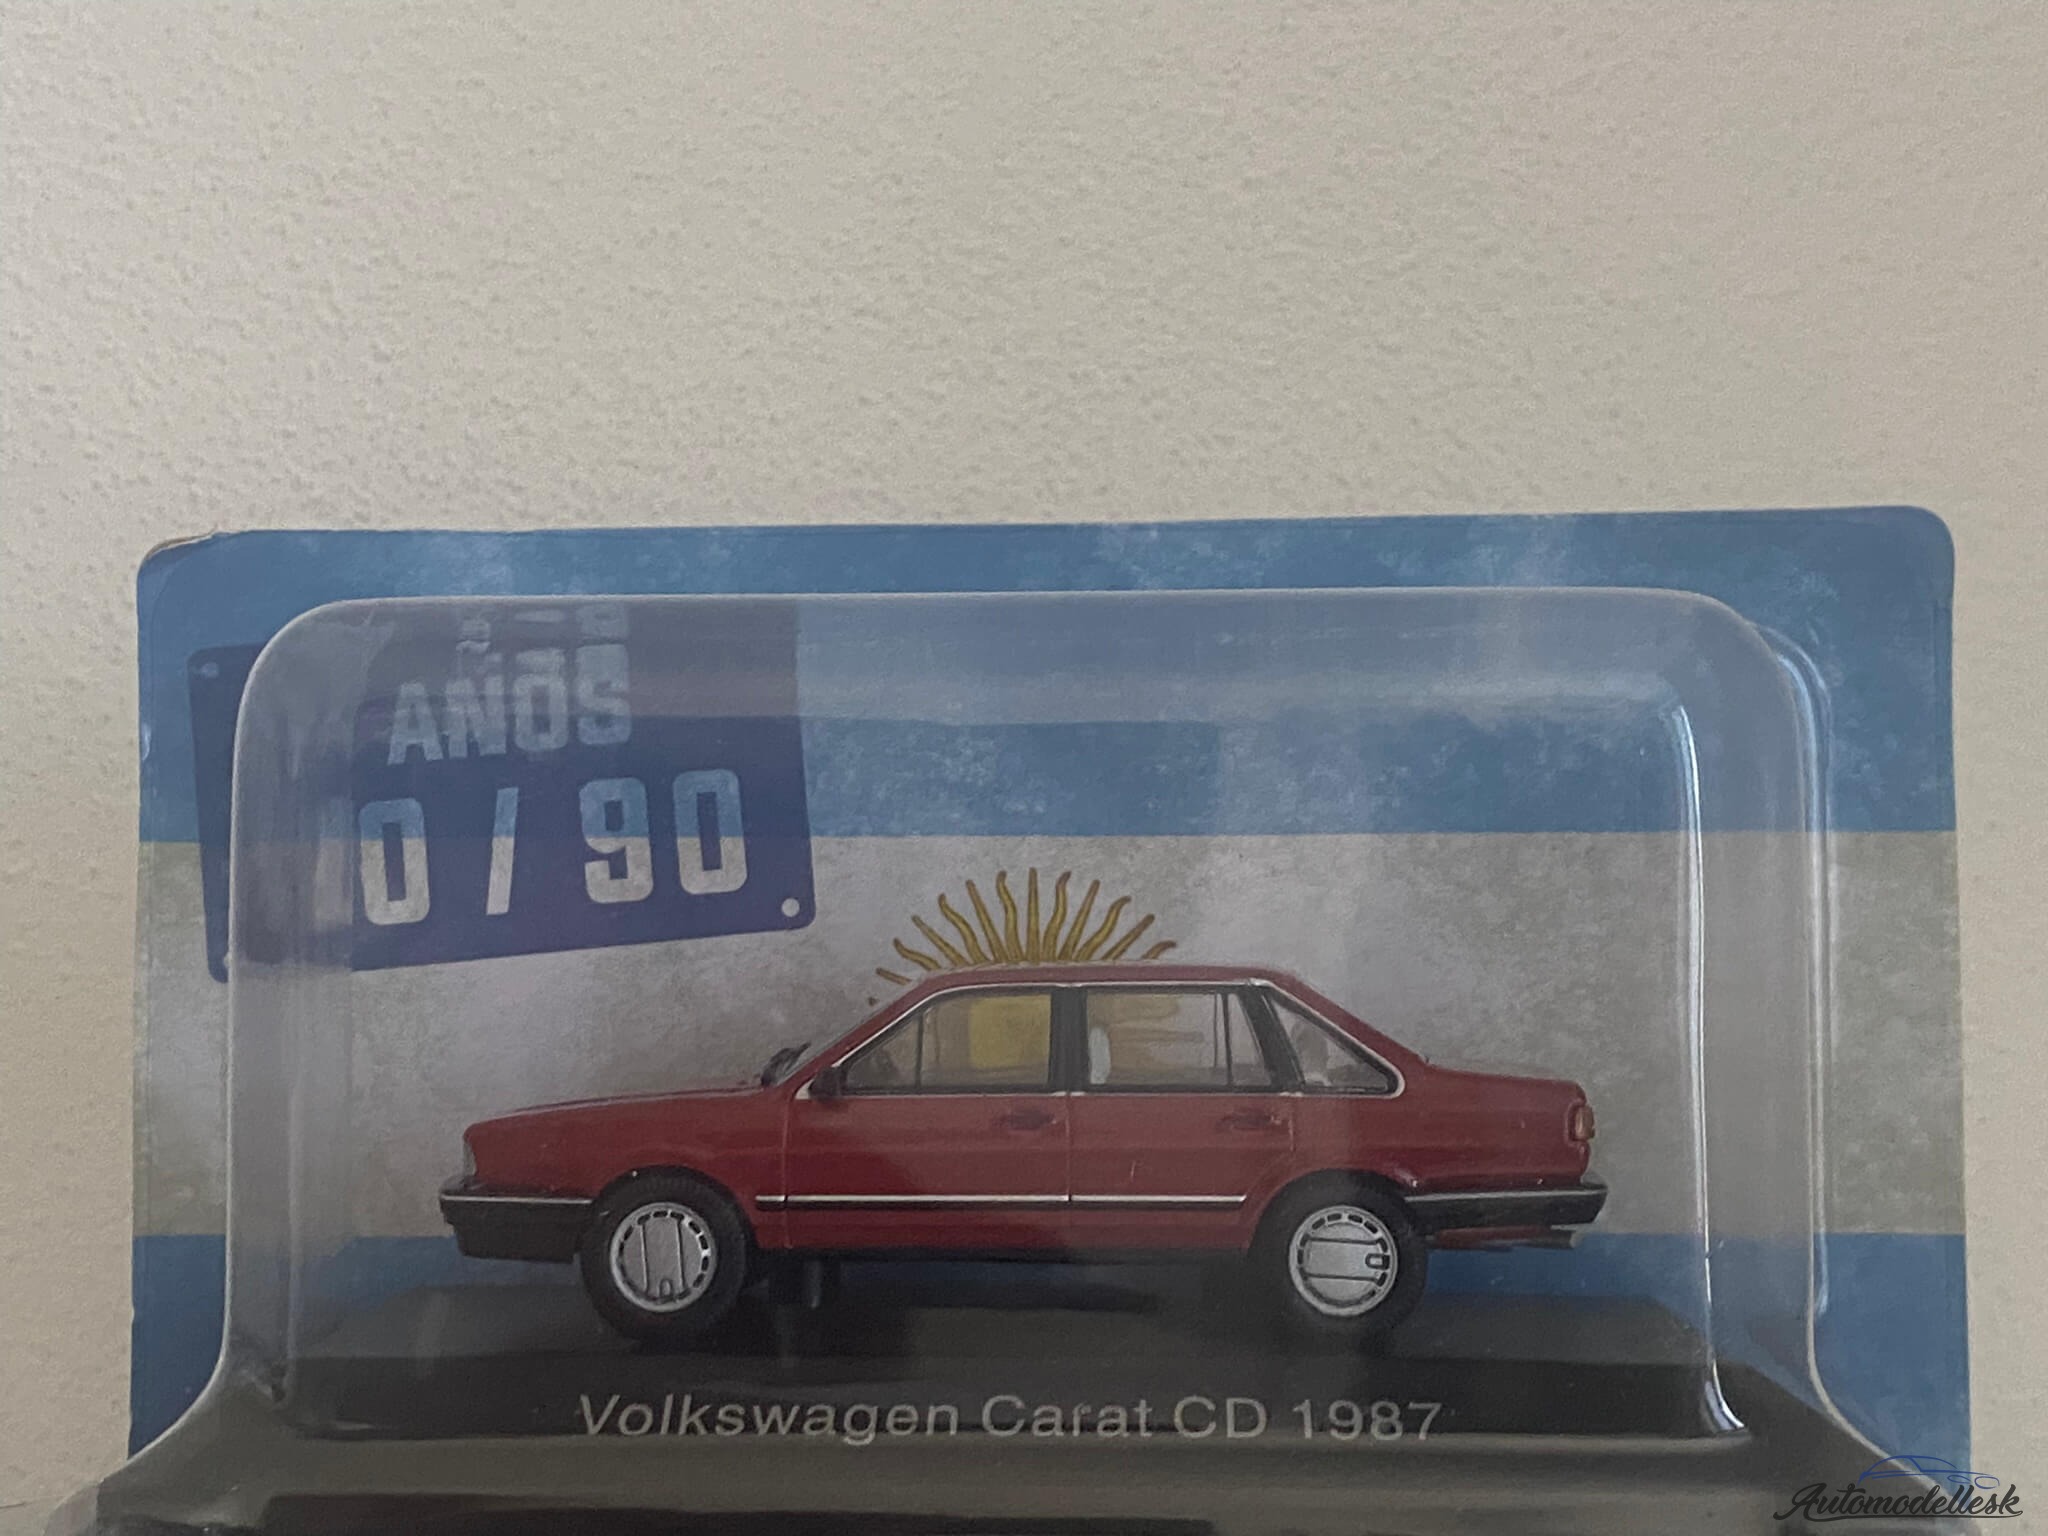 AÑOS
0 / 90
Volkswagen Carat CD 1987
Automodellesk